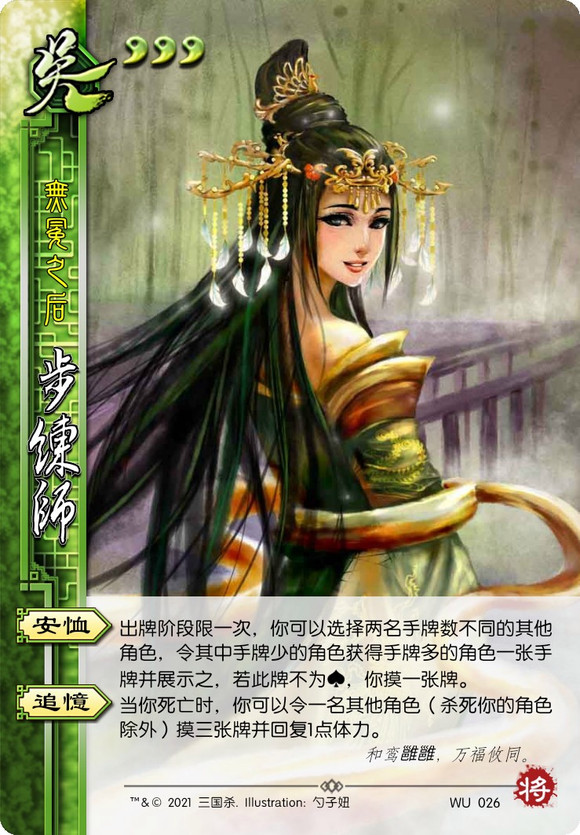 吴
無冕之后
步練師
安恤
出牌阶段限一次，你可以选择两名手牌数不同的其他
角色，令其中手牌少的角色获得手牌多的角色一张手
牌并展示之，若此牌不为♠，你摸一张牌。
追憶
当你死亡时，你可以令一名其他角色（杀死你的角色
除外）摸三张牌并回复1点体力。
和鸾雝雝，万福攸同。
™&© 2021 三国杀. Illustration: 勺子妞
WU 026
将